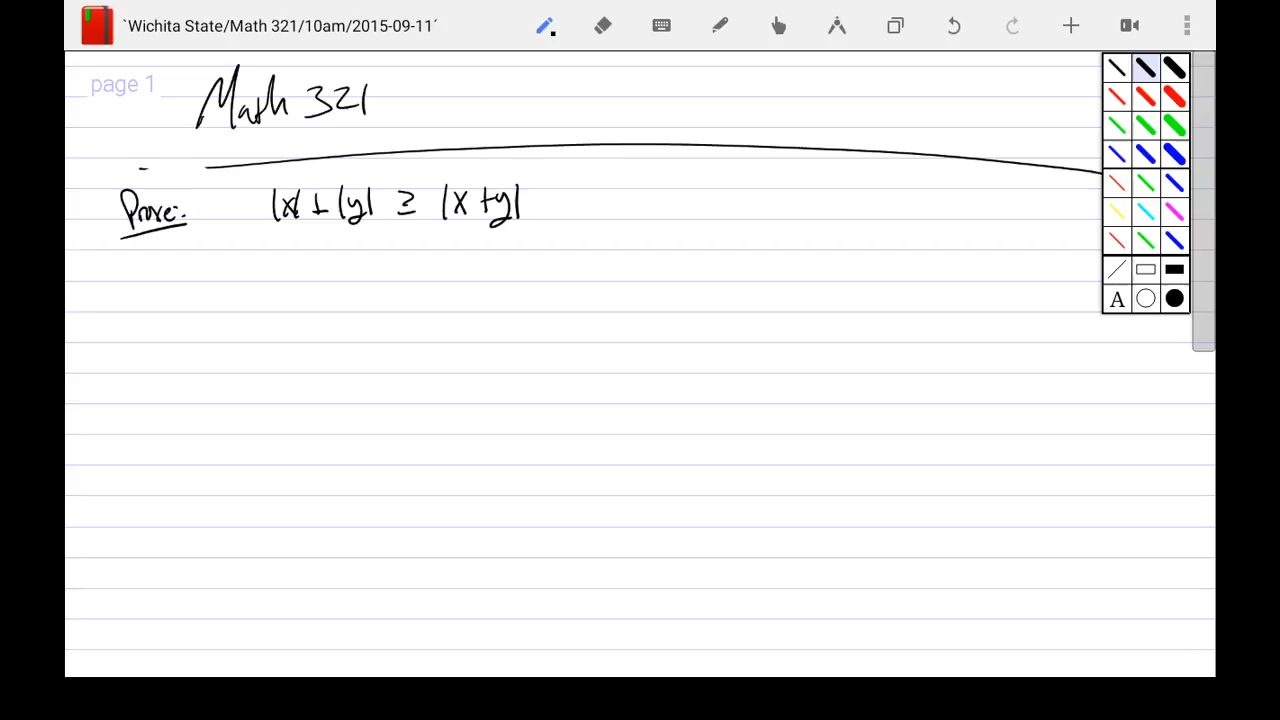 `Wichita State/Math 321/10am/2015-09-11´
page 1
Math 321
Prove: |x| + |y| ≥ |x + y|
A